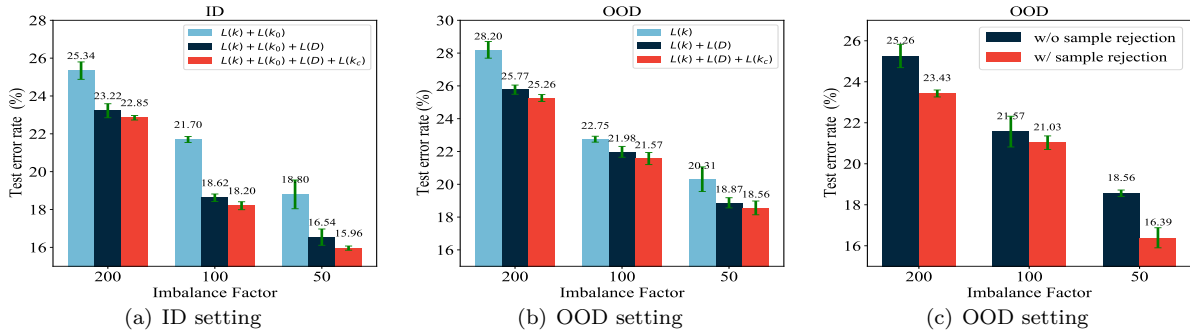 ID
28
26
24
22
20
18
16
Test error rate (%)
L(k) + L(k₀)
L(k) + L(k₀) + L(D)
L(k) + L(k₀) + L(D) + L(k_c)
25.34
23.22
22.85
21.70
18.62
18.20
18.80
16.54
15.96
200
100
50
Imbalance Factor
(a) ID setting
OOD
30
28
26
24
22
20
18
16
Test error rate (%)
L(k)
L(k) + L(D)
L(k) + L(D) + L(k_c)
28.20
25.77
25.26
22.75
21.98
21.57
20.31
18.87
18.56
200
100
50
Imbalance Factor
(b) OOD setting
OOD
26
24
22
20
18
16
Test error rate (%)
w/o sample rejection
w/ sample rejection
25.26
23.43
21.57
21.03
18.56
16.39
200
100
50
Imbalance Factor
(c) OOD setting